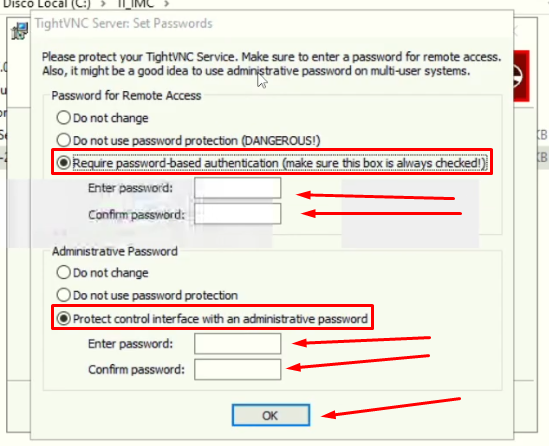 Disco Local (C:) > TI_IMC >
TightVNC Server: Set Passwords
Please protect your TightVNC Service. Make sure to enter a password for remote access.
Also, it might be a good idea to use administrative password on multi-user systems.
Password for Remote Access
Do not change
Do not use password protection (DANGEROUS!)
Require password-based authentication (make sure this box is always checked!)
Enter password:
Confirm password:
Administrative Password
Do not change
Do not use password protection
Protect control interface with an administrative password
Enter password:
Confirm password:
OK